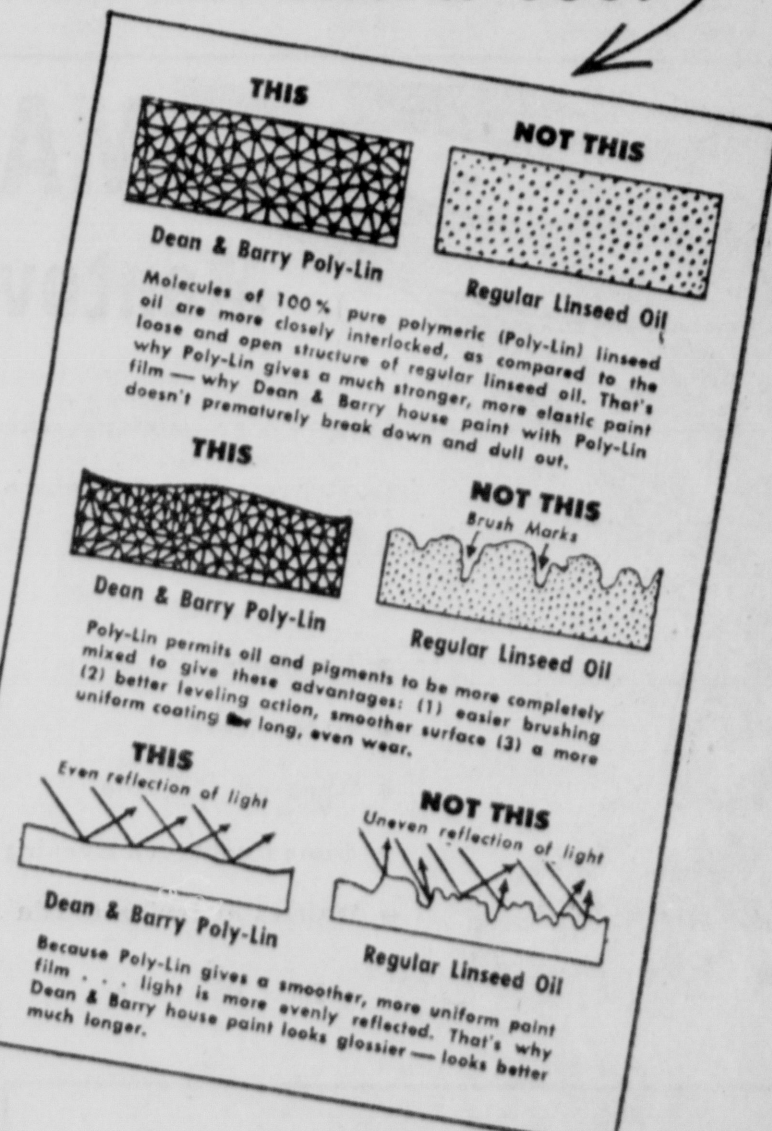 THIS
NOT THIS
Dean & Barry Poly-Lin
Regular Linseed Oil
Molecules of 100% pure polymeric (Poly-Lin) linseed
oil are more closely interlocked, as compared to the
loose and open structure of regular linseed oil. That's
why Poly-Lin gives a much stronger, more elastic paint
film — why Dean & Barry house paint with Poly-Lin
doesn't prematurely break down and dull out.
THIS
NOT THIS
Brush Marks
Dean & Barry Poly-Lin
Regular Linseed Oil
Poly-Lin permits oil and pigments to be more completely
mixed to give these advantages: (1) easier brushing
(2) better leveling action, smoother surface (3) a more
uniform coating for long, even wear.
THIS
Even reflection of light
NOT THIS
Uneven reflection of light
Dean & Barry Poly-Lin
Regular Linseed Oil
Because Poly-Lin gives a smoother, more uniform paint
film . . . light is more evenly reflected. That's why
Dean & Barry house paint looks glossier — looks better
much longer.